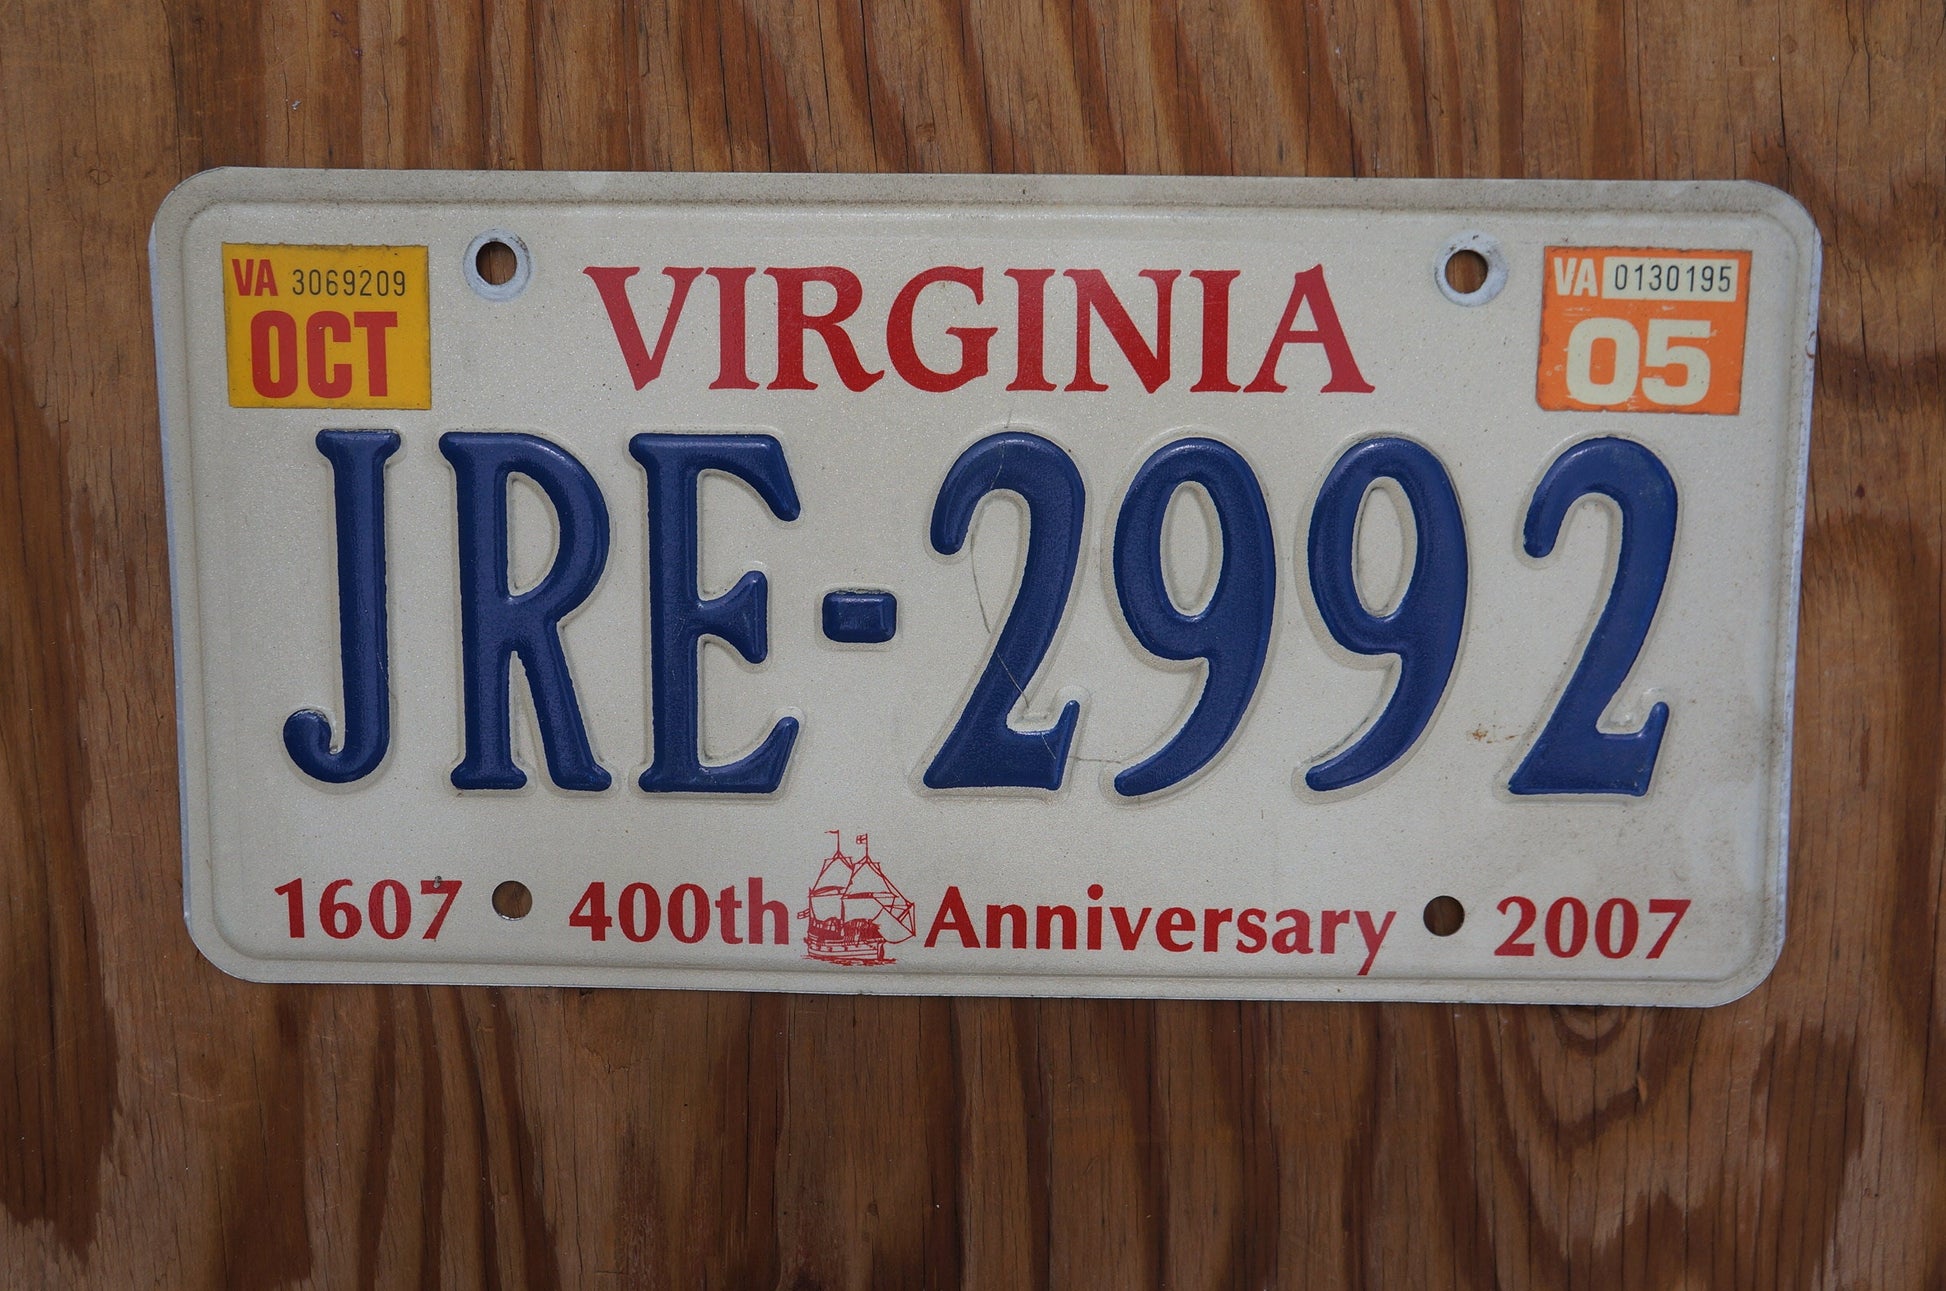 VA 3069209
OCT
VIRGINIA
VA 0130195
05
JRE-2992
1607 400th Anniversary 2007